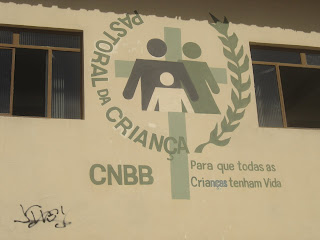 PASTORAL DA CRIANÇA
CNBB
Para que todas as
Crianças tenham Vida